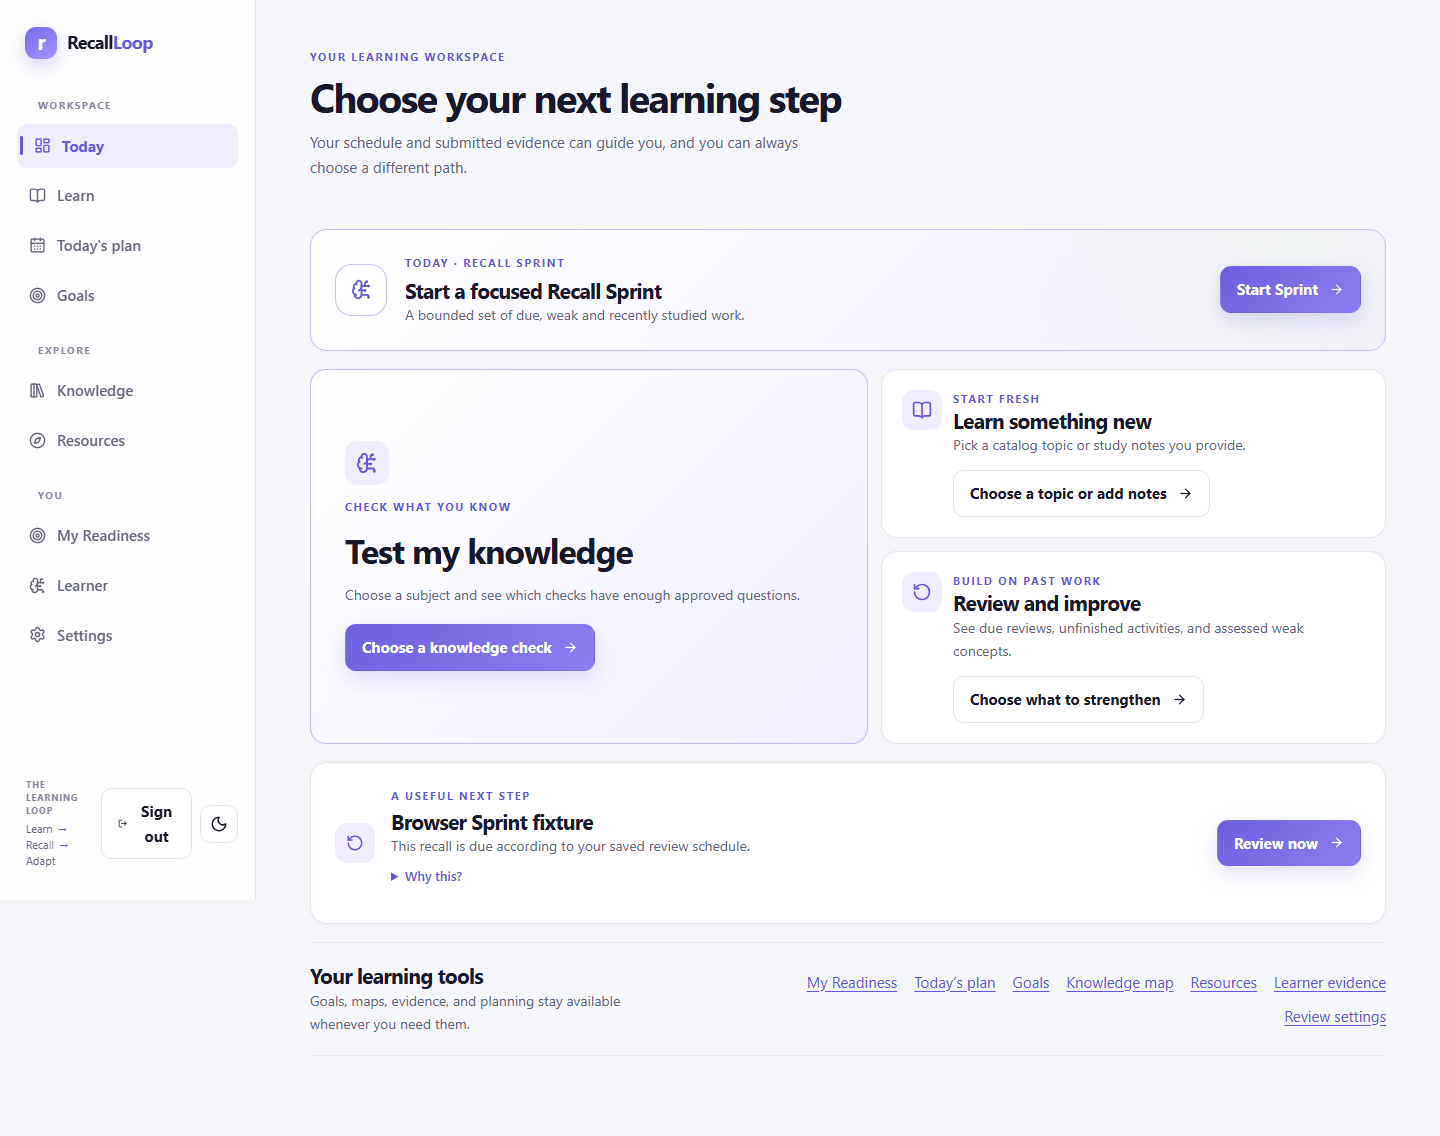 r RecallLoop
WORKSPACE
Today
Learn
Today's plan
Goals
EXPLORE
Knowledge
Resources
YOU
My Readiness
Learner
Settings
THE
LEARNING
LOOP
Learn →
Recall →
Adapt
Sign
out
YOUR LEARNING WORKSPACE
Choose your next learning step
Your schedule and submitted evidence can guide you, and you can always
choose a different path.
TODAY · RECALL SPRINT
Start a focused Recall Sprint
A bounded set of due, weak and recently studied work.
Start Sprint →
CHECK WHAT YOU KNOW
Test my knowledge
Choose a subject and see which checks have enough approved questions.
Choose a knowledge check →
START FRESH
Learn something new
Pick a catalog topic or study notes you provide.
Choose a topic or add notes →
BUILD ON PAST WORK
Review and improve
See due reviews, unfinished activities, and assessed weak
concepts.
Choose what to strengthen →
A USEFUL NEXT STEP
Browser Sprint fixture
This recall is due according to your saved review schedule.
▶ Why this?
Review now →
Your learning tools
Goals, maps, evidence, and planning stay available
whenever you need them.
My Readiness Today’s plan Goals Knowledge map Resources Learner evidence
Review settings